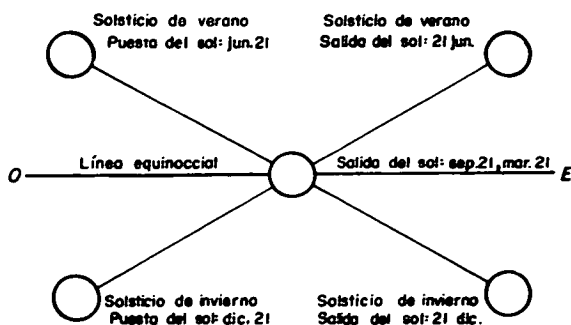 Solsticio de verano
Puesta del sol: jun. 21
Solsticio de verano
Salida del sol: 21 jun.
O
Línea equinoccial
Salida del sol: sep. 21, mar. 21
E
Solsticio de invierno
Puesta del sol: dic. 21
Solsticio de invierno
Salida del sol: 21 dic.